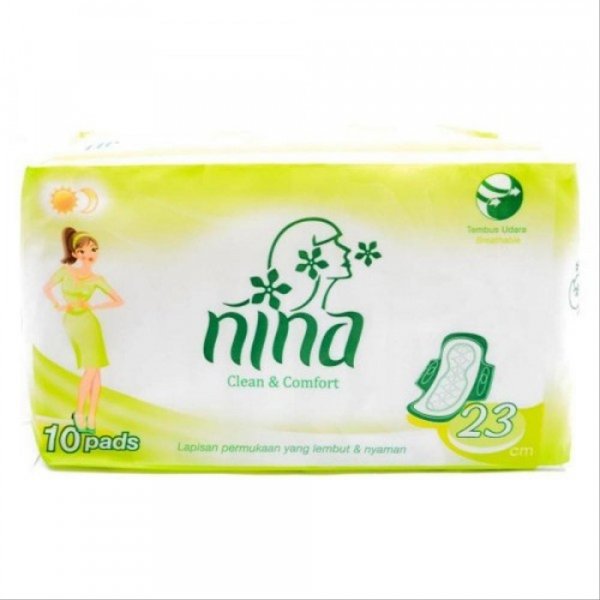 Tembus Udara
Breathable
nina
Clean & Comfort
10 pads
Lapisan permukaan yang lembut & nyaman
23
cm